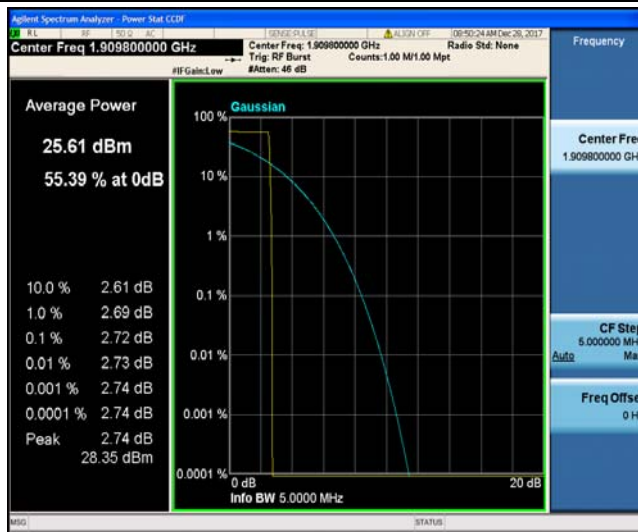 Agilent Spectrum Analyzer - Power Stat CCDF
RL RF 50 Ω AC SENSE:PULSE ALIGN OFF 08:50:24 AM Dec 28, 2017
Center Freq 1.909800000 GHz
Center Freq: 1.909800000 GHz Radio Std: None
Trig: RF Burst Counts:1.00 M/1.00 Mpt
#IFGain:Low #Atten: 46 dB
Frequency
Average Power
25.61 dBm
55.39 % at 0dB
10.0 % 2.61 dB
1.0 % 2.69 dB
0.1 % 2.72 dB
0.01 % 2.73 dB
0.001 % 2.74 dB
0.0001 % 2.74 dB
Peak 2.74 dB
28.35 dBm
100 % Gaussian
10 %
1 %
0.1 %
0.01 %
0.001 %
0.0001 %
0 dB 20 dB
Info BW 5.0000 MHz
Center Fre
1.909800000 GH
CF Ste
5.000000 MH
Auto Ma
Freq Offse
0 H
MSG STATUS